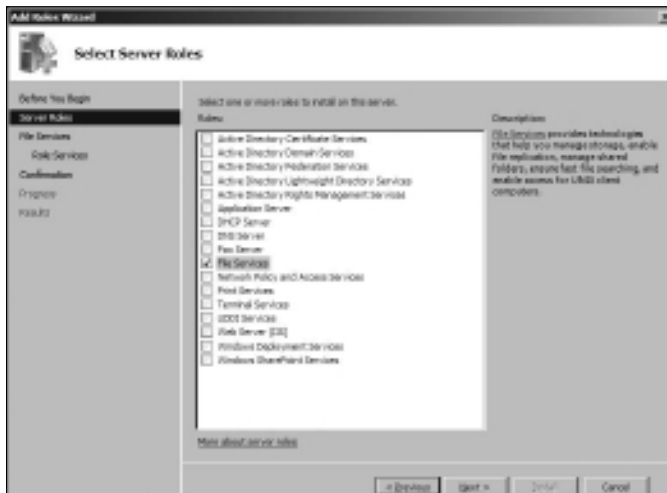 Add Roles Wizard
Select Server Roles
Before You Begin
Server Roles
File Services
Role Services
Confirmation
Progress
Results
Select one or more roles to install on this server.
Roles:
Active Directory Certificate Services
Active Directory Domain Services
Active Directory Federation Services
Active Directory Lightweight Directory Services
Active Directory Rights Management Services
Application Server
DHCP Server
DNS Server
Fax Server
File Services
Network Policy and Access Services
Print Services
Terminal Services
UDDI Services
Web Server (IIS)
Windows Deployment Services
Windows SharePoint Services
More about server roles
Description:
File Services provides technologies
that help you manage storage, enable
file replication, manage shared
folders, ensure fast file searching, and
enable access for UNIX client
computers.
< Previous
Next >
Install
Cancel